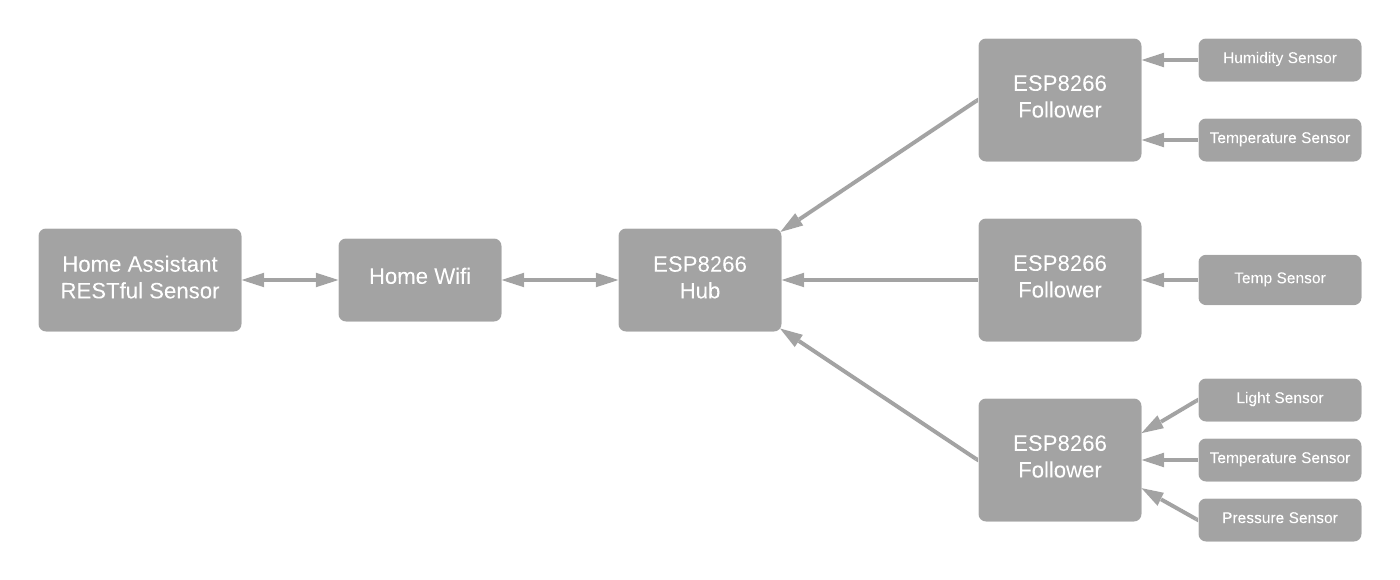 Home Assistant
RESTful Sensor
Home Wifi
ESP8266
Hub
ESP8266
Follower
Humidity Sensor
Temperature Sensor
ESP8266
Follower
Temp Sensor
ESP8266
Follower
Light Sensor
Temperature Sensor
Pressure Sensor